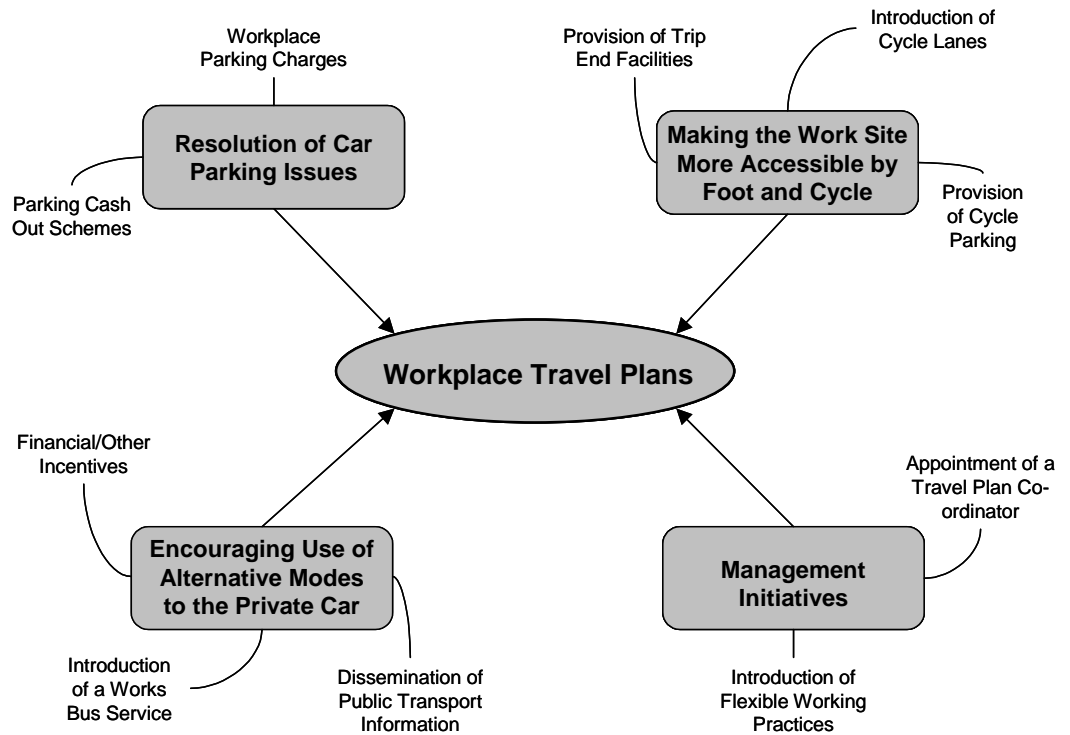 Workplace
Parking Charges
Resolution of Car
Parking Issues
Parking Cash
Out Schemes
Provision of Trip
End Facilities
Introduction of
Cycle Lanes
Making the Work Site
More Accessible by
Foot and Cycle
Provision
of Cycle
Parking
Workplace Travel Plans
Financial/Other
Incentives
Encouraging Use of
Alternative Modes
to the Private Car
Introduction
of a Works
Bus Service
Dissemination of
Public Transport
Information
Appointment of a
Travel Plan Co-
ordinator
Management
Initiatives
Introduction of
Flexible Working
Practices